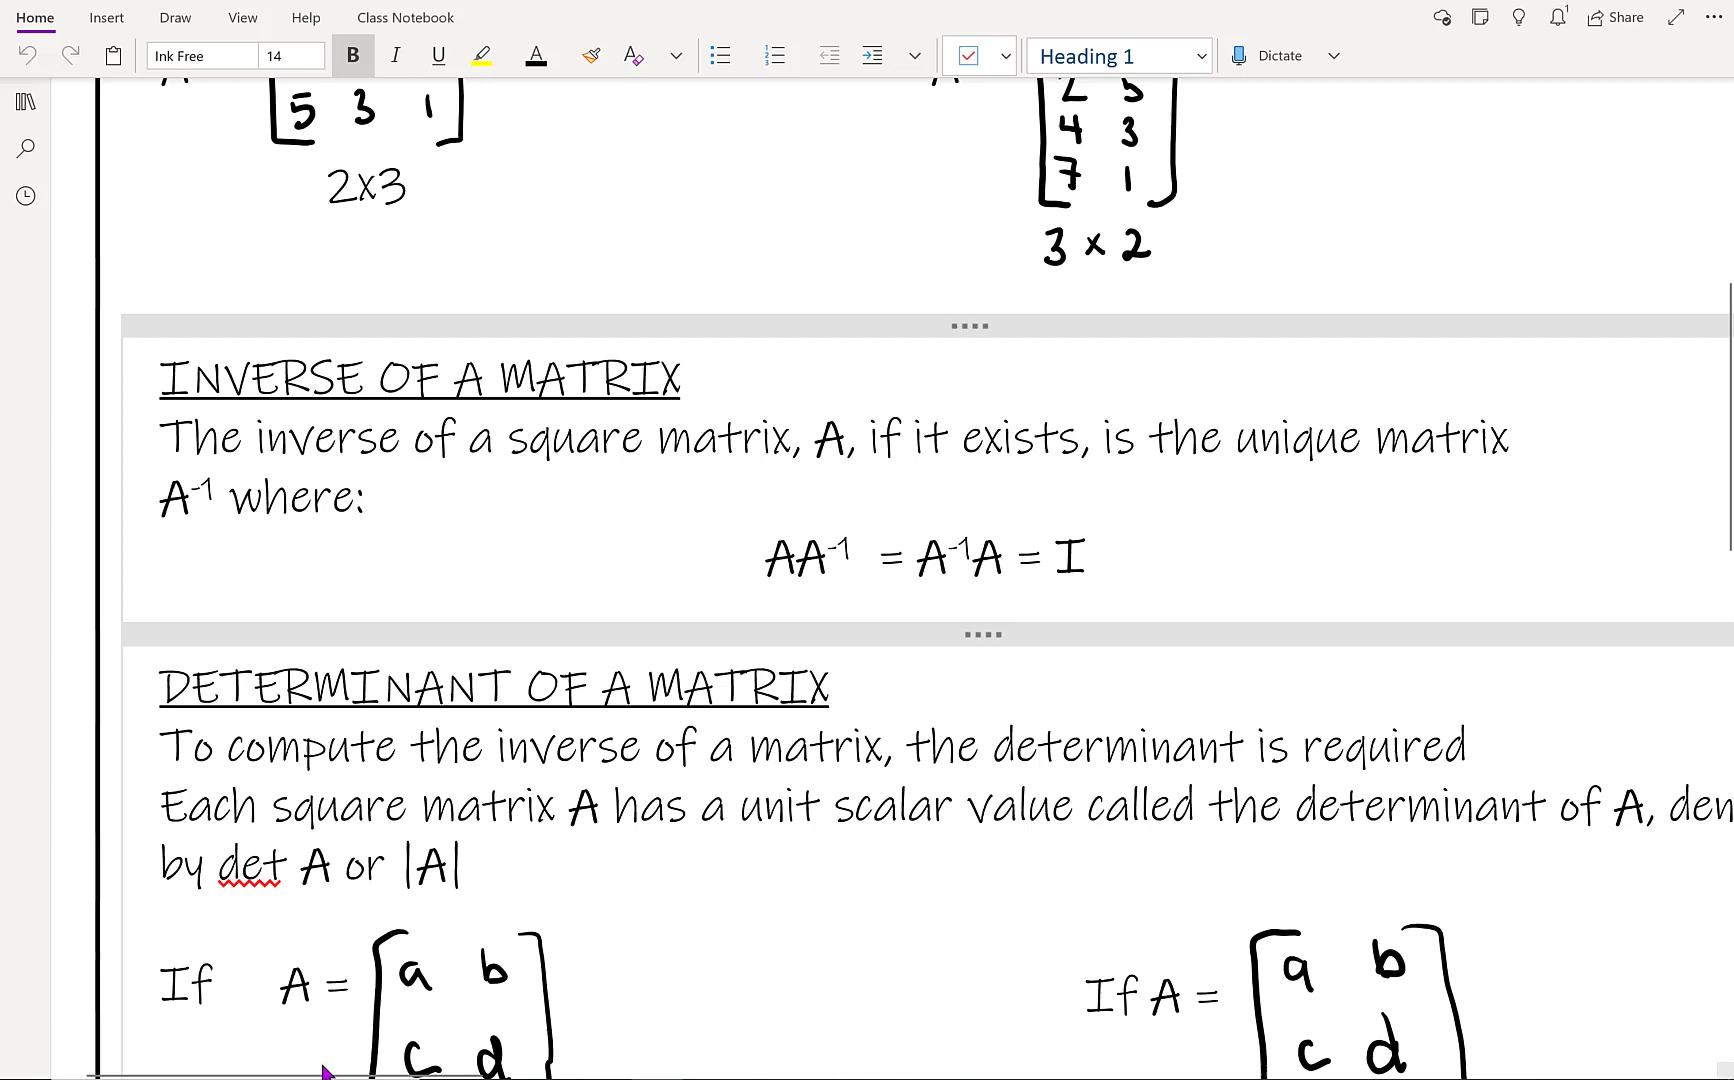 Home Insert Draw View Help Class Notebook
1
Share
Ink Free 14 B I U A A Heading 1 Dictate
5 3 1
2x3
2 5
4 3
7 1
3 x 2
INVERSE OF A MATRIX
The inverse of a square matrix, A, if it exists, is the unique matrix
A⁻¹ where:
AA⁻¹ = A⁻¹A = I
DETERMINANT OF A MATRIX
To compute the inverse of a matrix, the determinant is required
Each square matrix A has a unit scalar value called the determinant of A, den
by det A or |A|
If A = a b
c d
If A = a b
c d